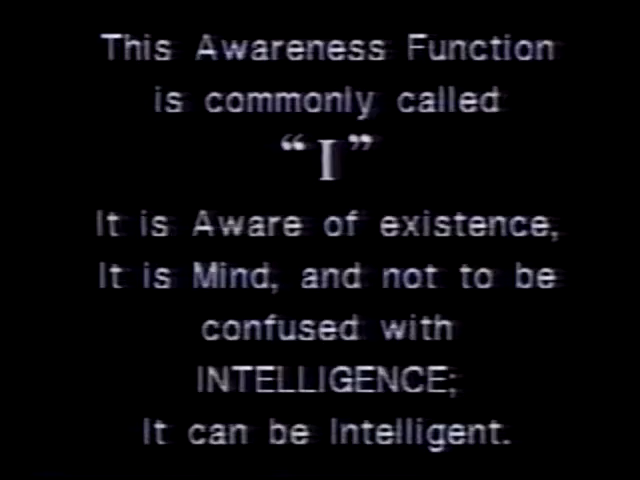 This Awareness Function
is commonly called
“I”
It is Aware of existence,
It is Mind, and not to be
confused with
INTELLIGENCE;
It can be Intelligent.